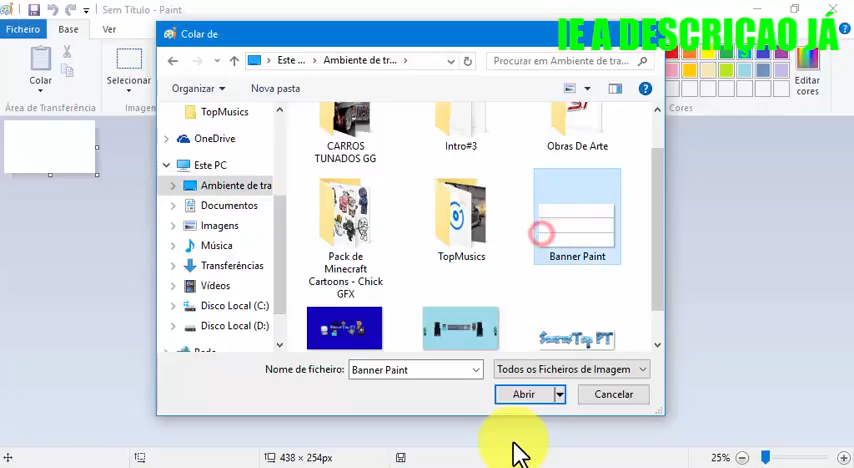 Sem Título - Paint
IE A DESCRIÇAO JÁ
Ficheiro
Base
Ver
Colar
Selecionar
Editar
cores
Área de Transferência
Imagem
Cores
Colar de
Este ...
Ambiente de tra...
Procurar em Ambiente de tra...
Organizar
Nova pasta
TopMusics
OneDrive
Este PC
Ambiente de tra
Documentos
Imagens
Música
Transferências
Vídeos
Disco Local (C:)
Disco Local (D:)
CARROS
TUNADOS GG
Intro#3
Obras De Arte
Pack de
Minecraft
Cartoons - Chick
GFX
TopMusics
Banner Paint
Nome de ficheiro:
Banner Paint
Todos os Ficheiros de Imagem
Abrir
Cancelar
438 × 254px
25%